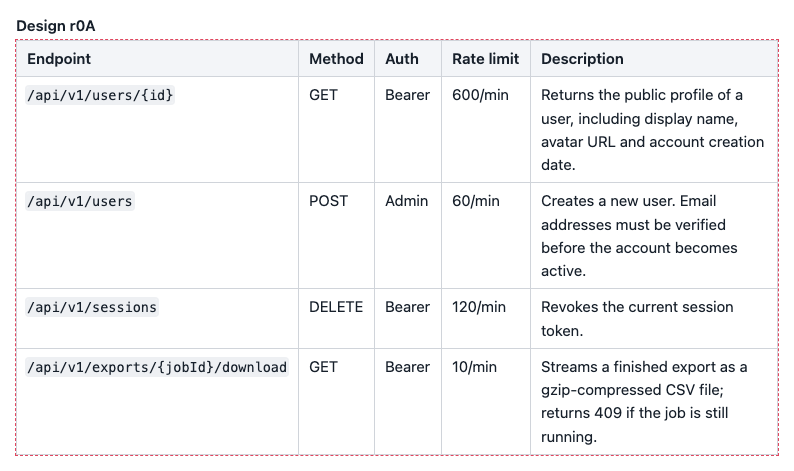 Design r0A
Endpoint Method Auth Rate limit Description
/api/v1/users/{id} GET Bearer 600/min Returns the public profile of a
user, including display name,
avatar URL and account creation
date.
/api/v1/users POST Admin 60/min Creates a new user. Email
addresses must be verified
before the account becomes
active.
/api/v1/sessions DELETE Bearer 120/min Revokes the current session
token.
/api/v1/exports/{jobId}/download GET Bearer 10/min Streams a finished export as a
gzip-compressed CSV file;
returns 409 if the job is still
running.